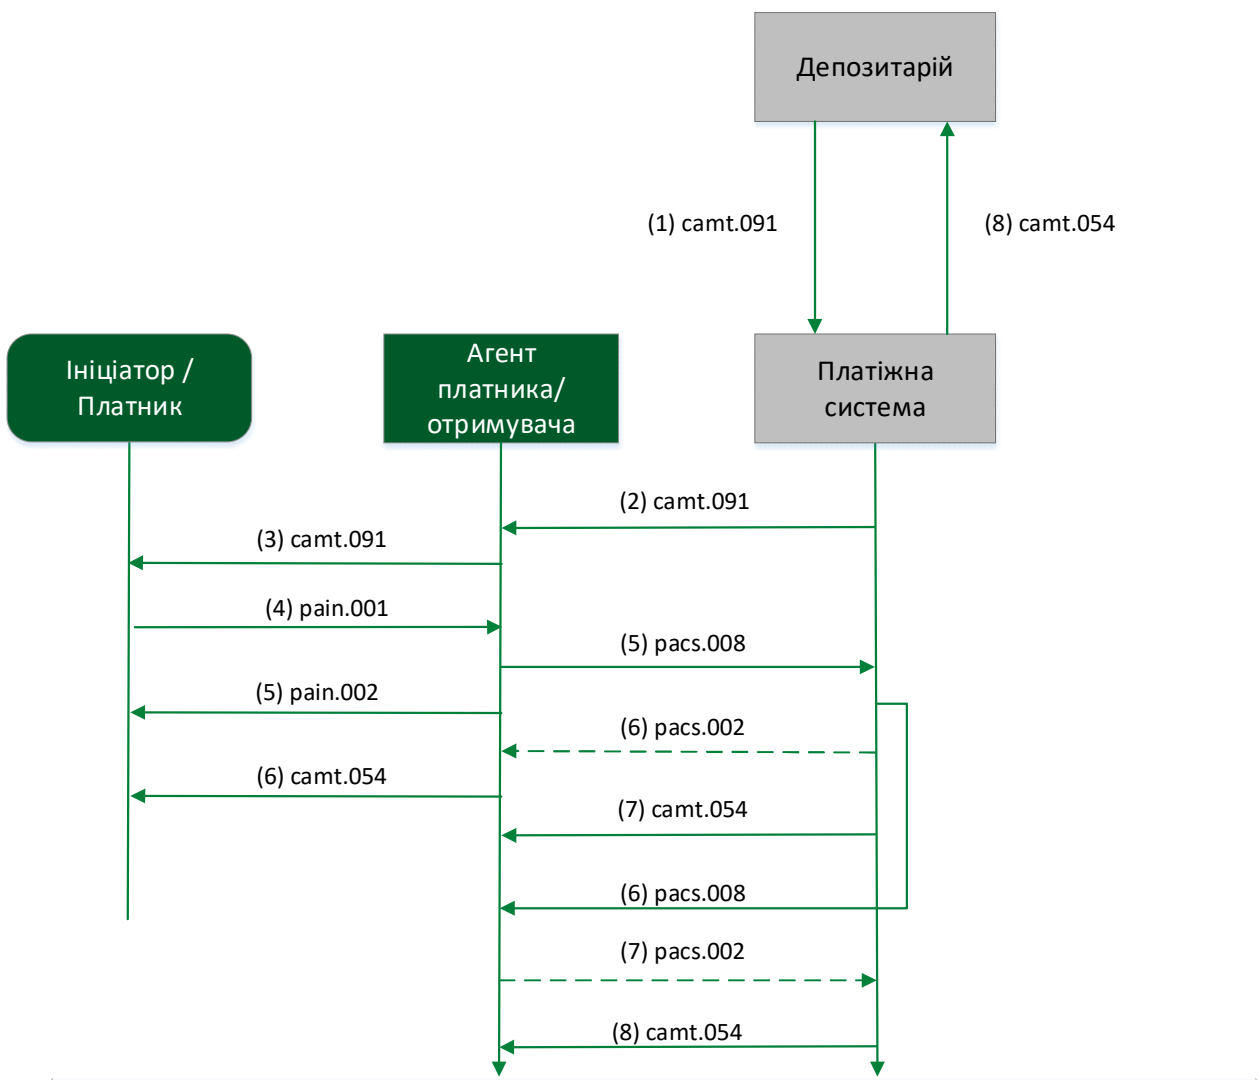 Депозитарій
(1) camt.091
(8) camt.054
Ініціатор /
Платник
Агент
платника/
отримувача
Платіжна
система
(2) camt.091
(3) camt.091
(4) pain.001
(5) pacs.008
(5) pain.002
(6) pacs.002
(6) camt.054
(7) camt.054
(6) pacs.008
(7) pacs.002
(8) camt.054